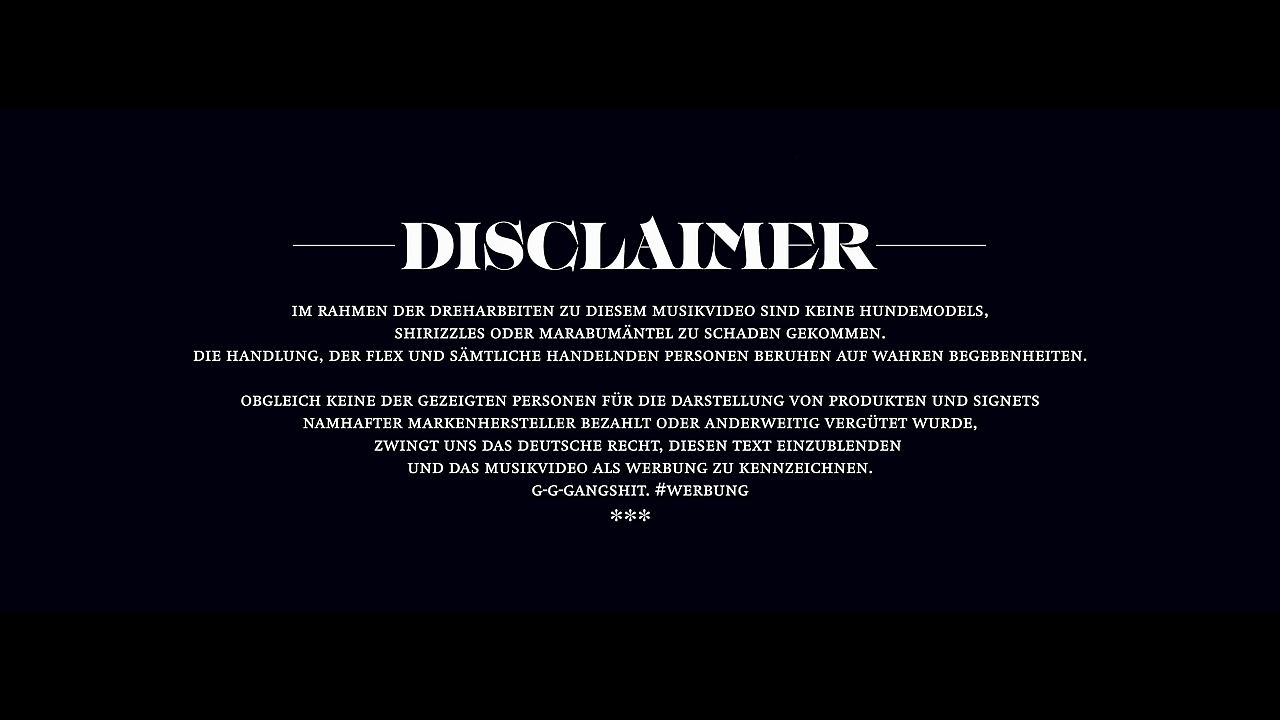 DISCLAIMER
IM RAHMEN DER DREHARBEITEN ZU DIESEM MUSIKVIDEO SIND KEINE HUNDEMODELS,
SHIRIZZLES ODER MARABUMÄNTEL ZU SCHADEN GEKOMMEN.
DIE HANDLUNG, DER FLEX UND SÄMTLICHE HANDELNDEN PERSONEN BERUHEN AUF WAHREN BEGEBENHEITEN.
OBGLEICH KEINE DER GEZEIGTEN PERSONEN FÜR DIE DARSTELLUNG VON PRODUKTEN UND SIGNETS
NAMHAFTER MARKENHERSTELLER BEZAHLT ODER ANDERWEITIG VERGÜTET WURDE,
ZWINGT UNS DAS DEUTSCHE RECHT, DIESEN TEXT EINZUBLENDEN
UND DAS MUSIKVIDEO ALS WERBUNG ZU KENNZEICHNEN.
G-G-GANGSHIT. #WERBUNG
***